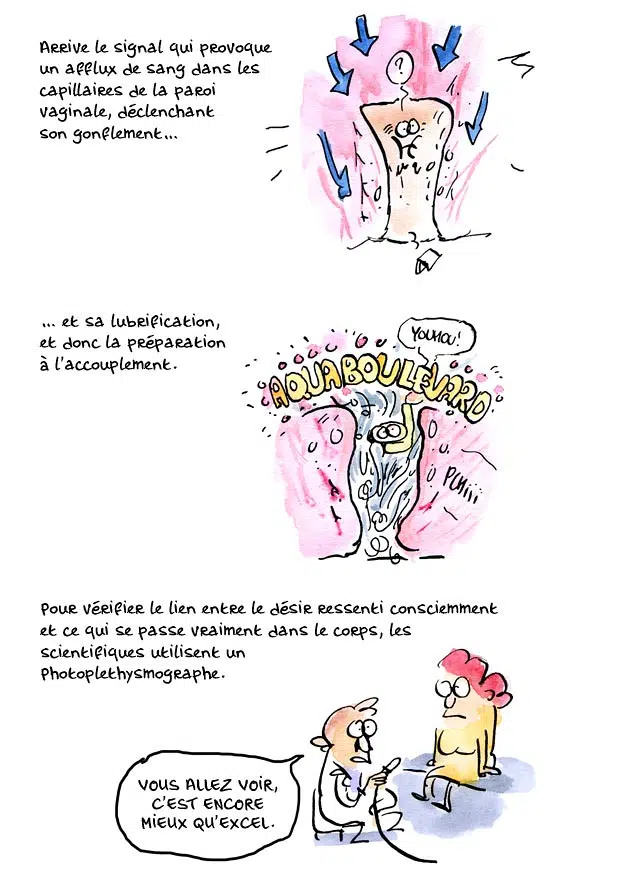 Arrive le signal qui provoque
un afflux de sang dans les
capillaires de la paroi
vaginale, déclenchant
son gonflement...
?
... et sa lubrification,
et donc la préparation
à l'accouplement.
YOUHOU!
AQUABOULEVARD
Pour vérifier le lien entre le désir ressenti consciemment
et ce qui se passe vraiment dans le corps, les
scientifiques utilisent un
Photoplethysmographe.
VOUS ALLEZ VOIR,
C'EST ENCORE
MIEUX QU'EXCEL.